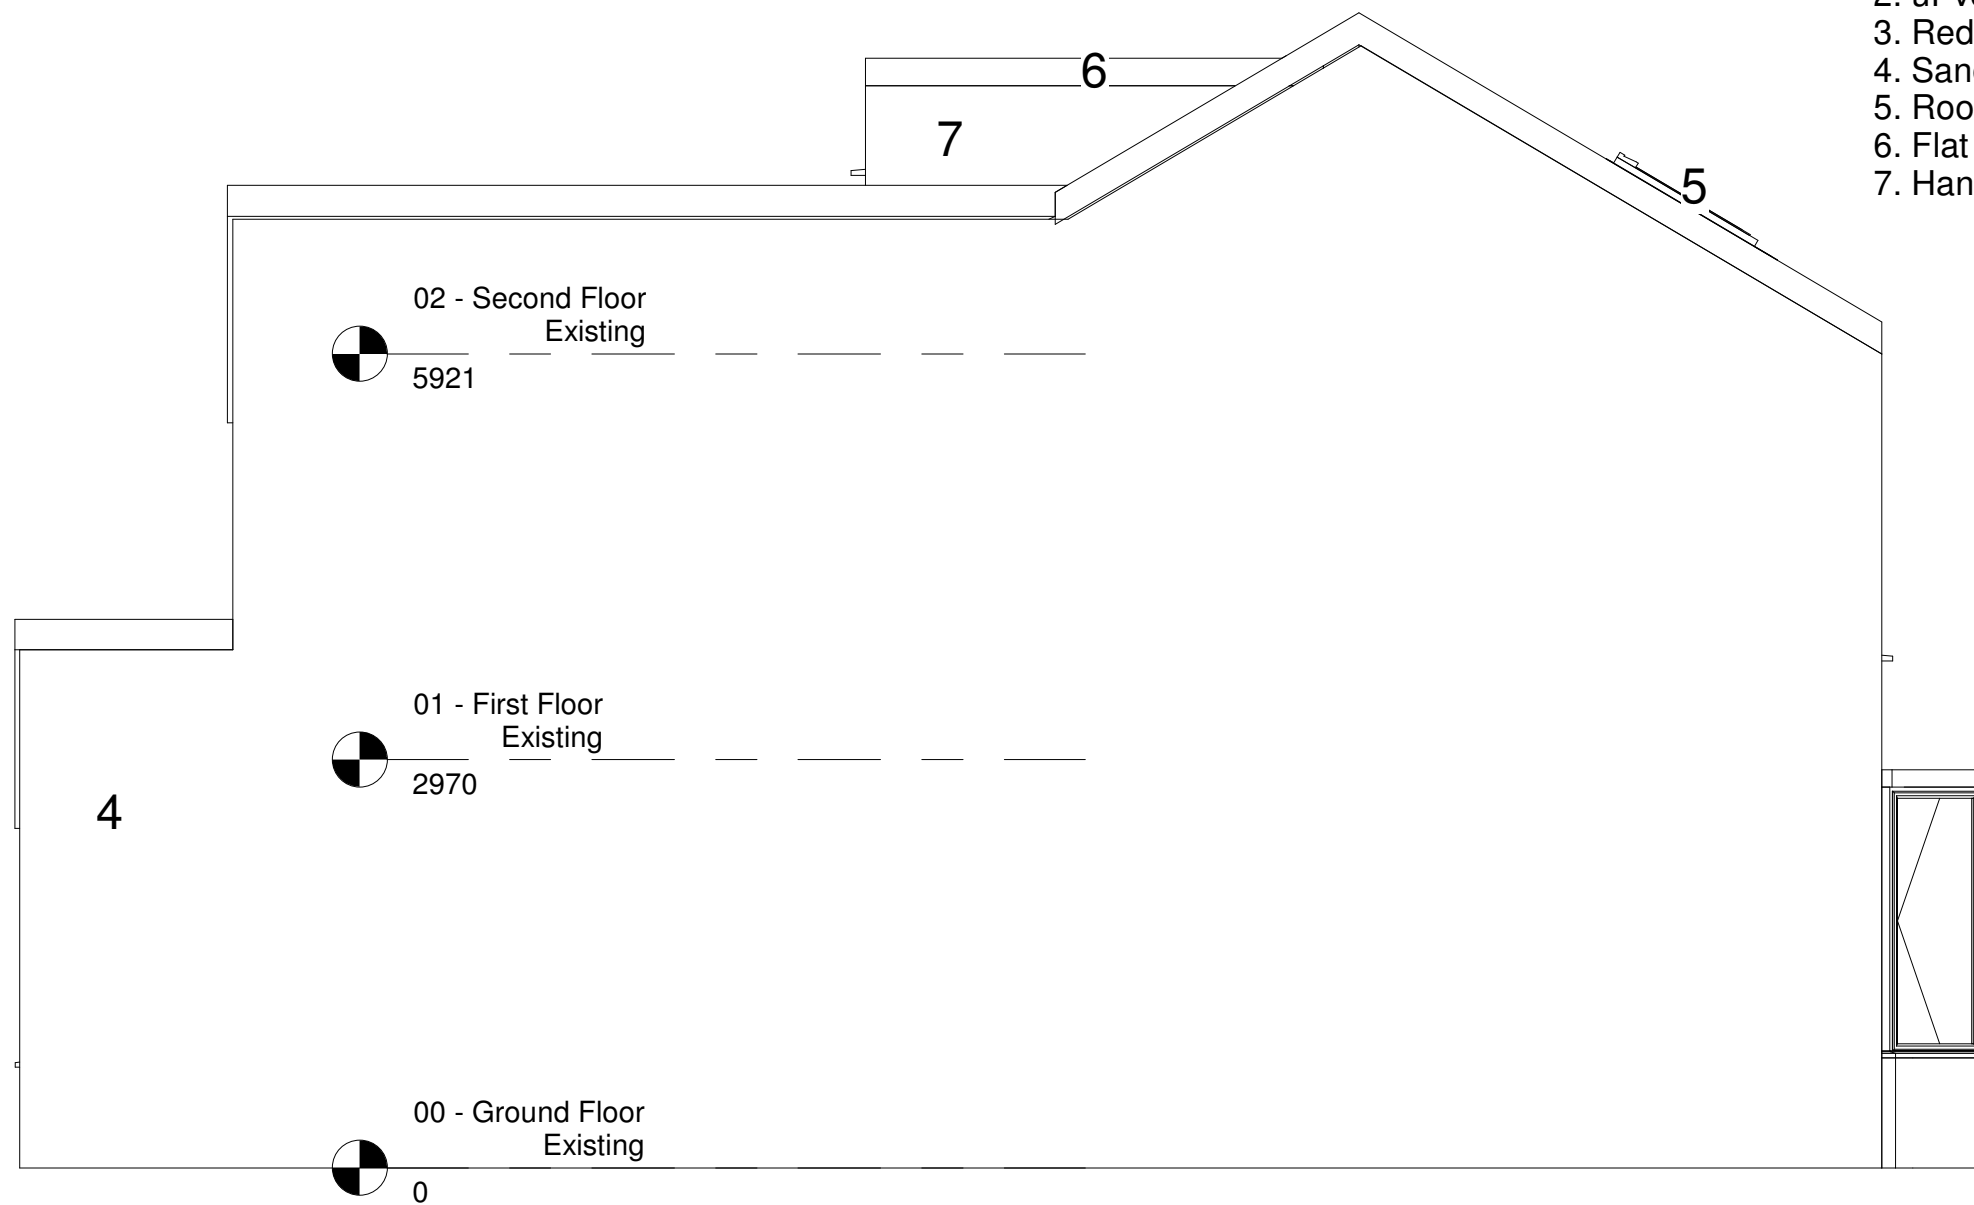 3. Red
4. San
5. Roo
6. Flat
7. Han
6
7
5
02 - Second Floor
Existing
5921
01 - First Floor
Existing
2970
4
00 - Ground Floor
Existing
0